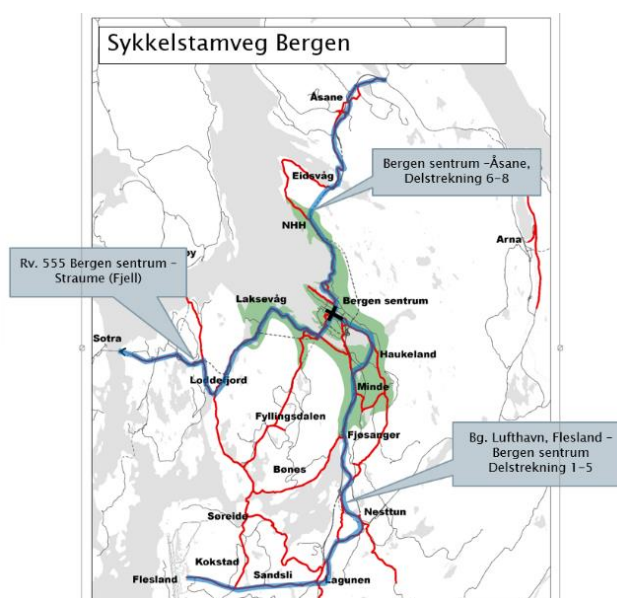 Sykkelstamveg Bergen
Åsane
Bergen sentrum –Åsane,
Delstrekning 6–8
Eidsvåg
NHH
Arna
Rv. 555 Bergen sentrum –
Straume (Fjell)
Laksevåg
Bergen sentrum
Sotra
Haukeland
Loddefjord
Minde
Fyllingsdalen
Fjøsanger
Bg. Lufthavn, Flesland –
Bergen sentrum
Delstrekning 1–5
Bønes
Nesttun
Søreide
Kokstad
Flesland
Sandsli
Lagunen